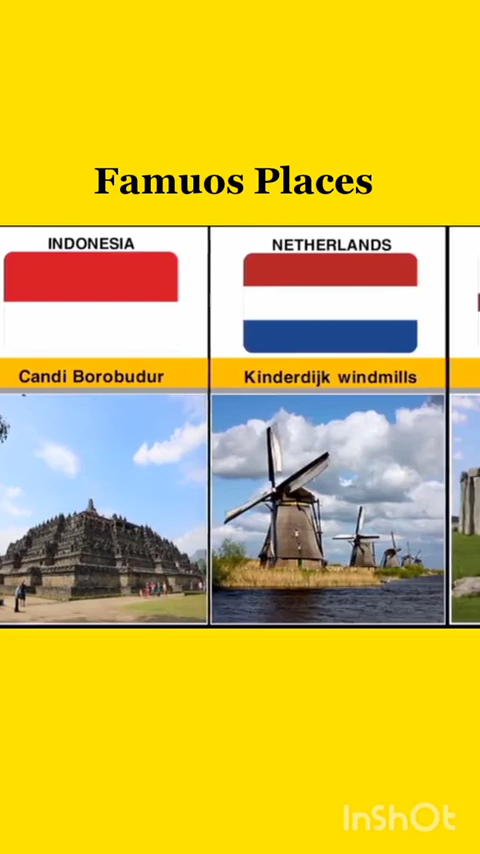 Famuos Places
INDONESIA
NETHERLANDS
Candi Borobudur
Kinderdijk windmills
InShOt